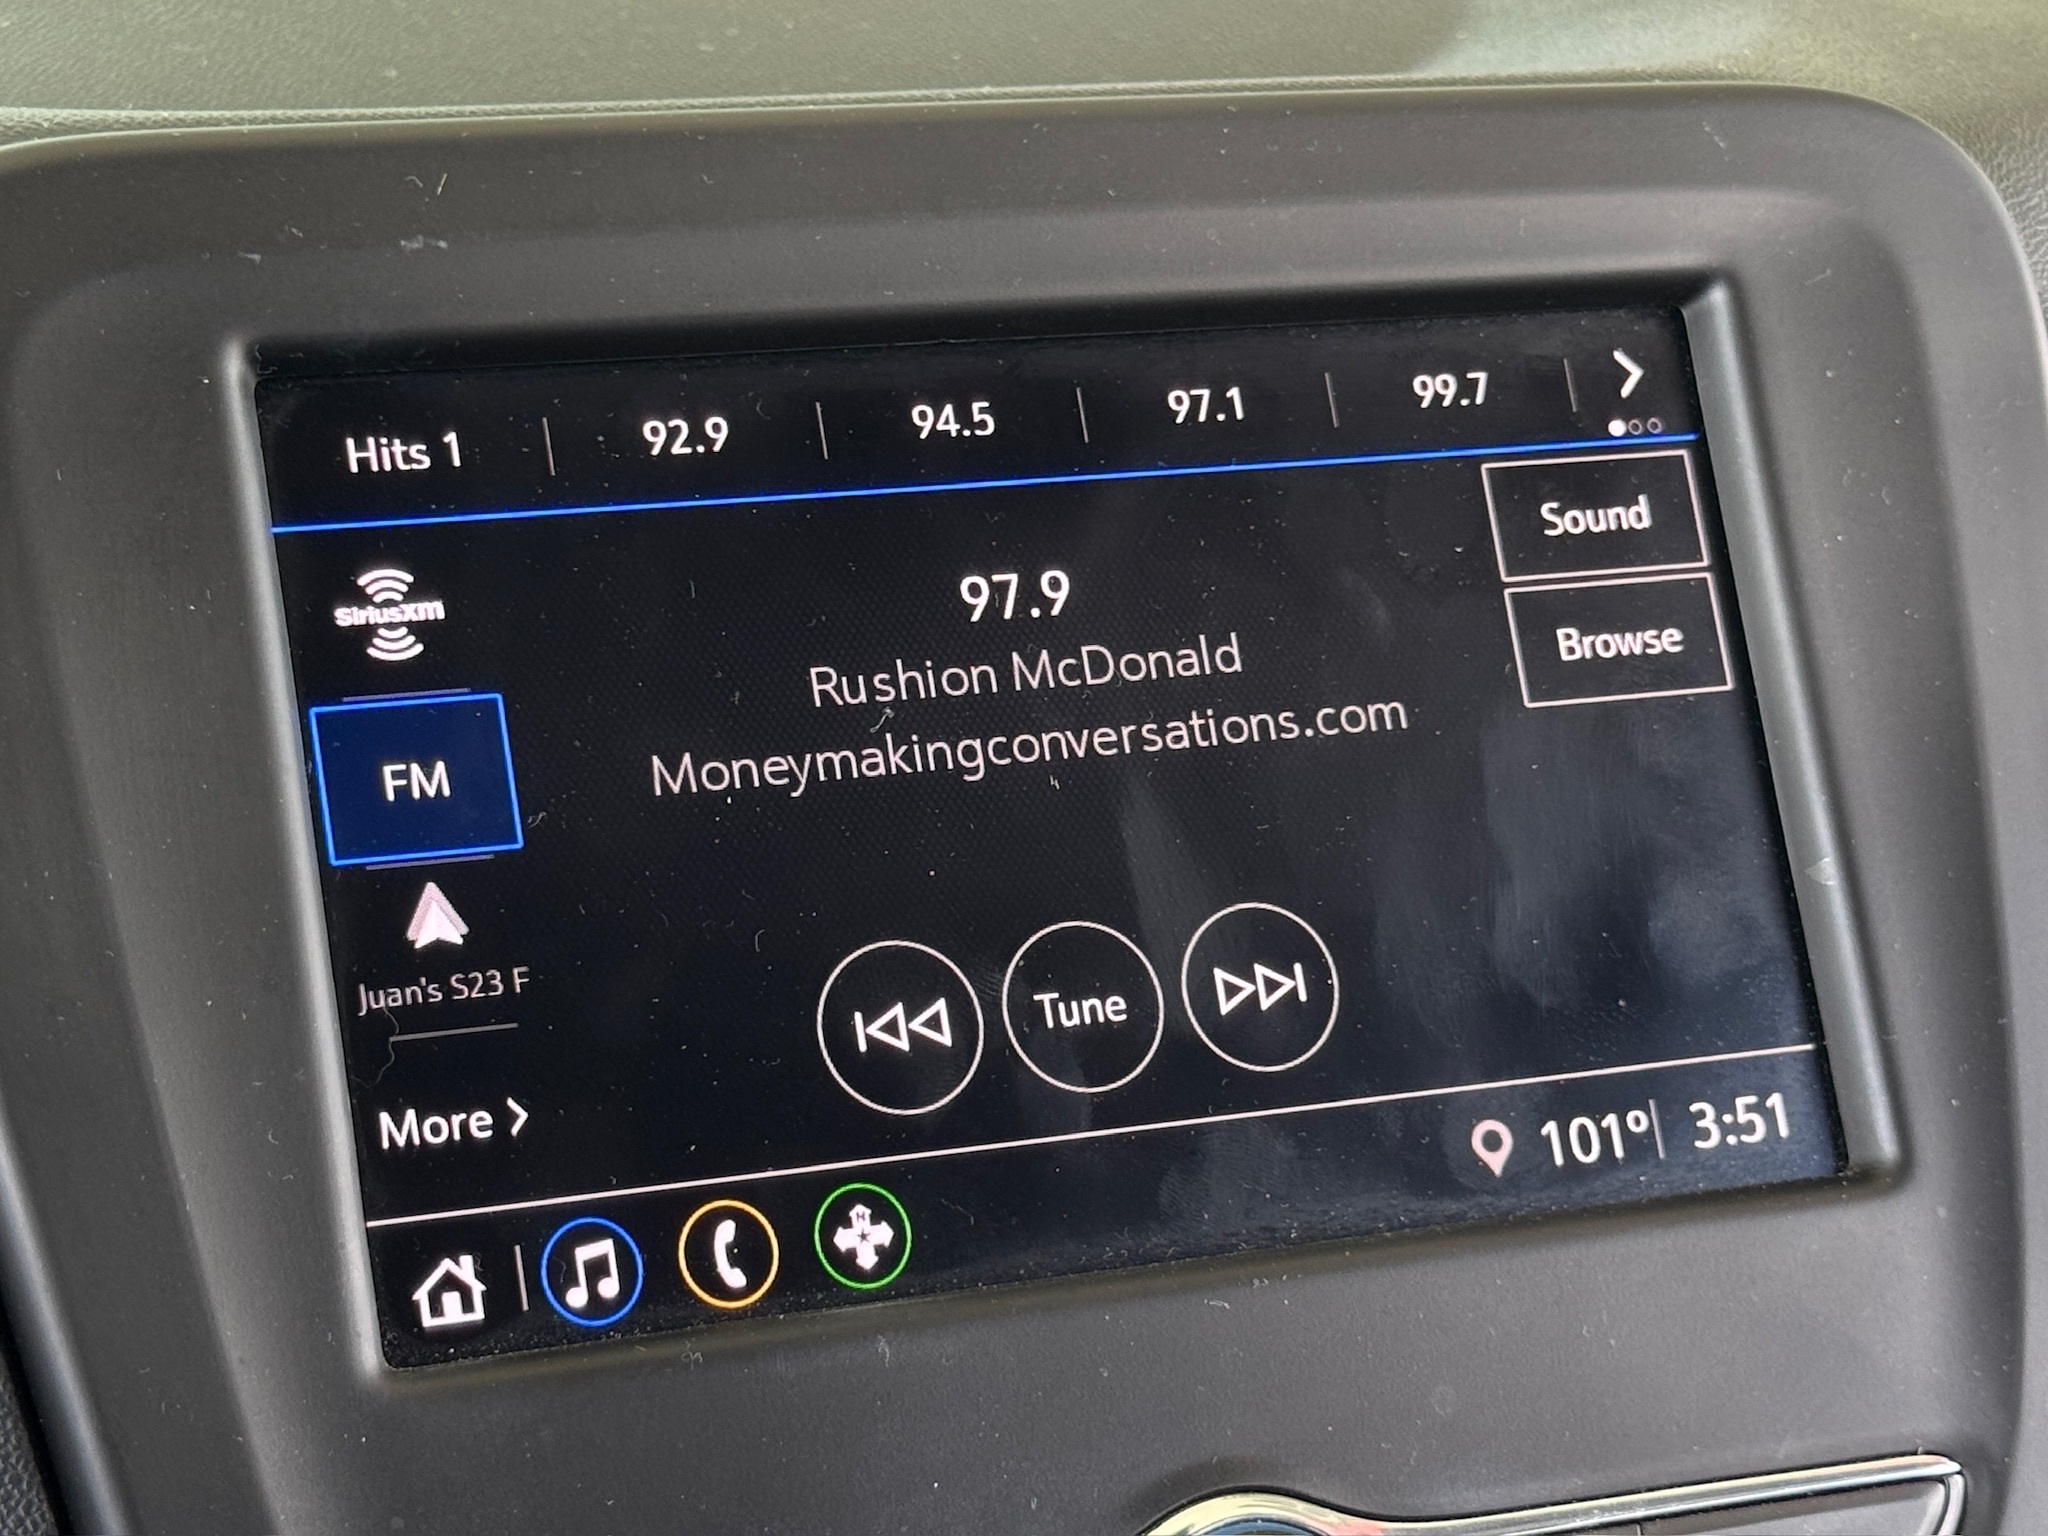 Hits 1 92.9 94.5 97.1 99.7
Sound
97.9
SiriusXm
Rushion McDonald
Browse
Moneymakingconversations.com
FM
Juan's S23 F
Tune
More
101° 3:51
N